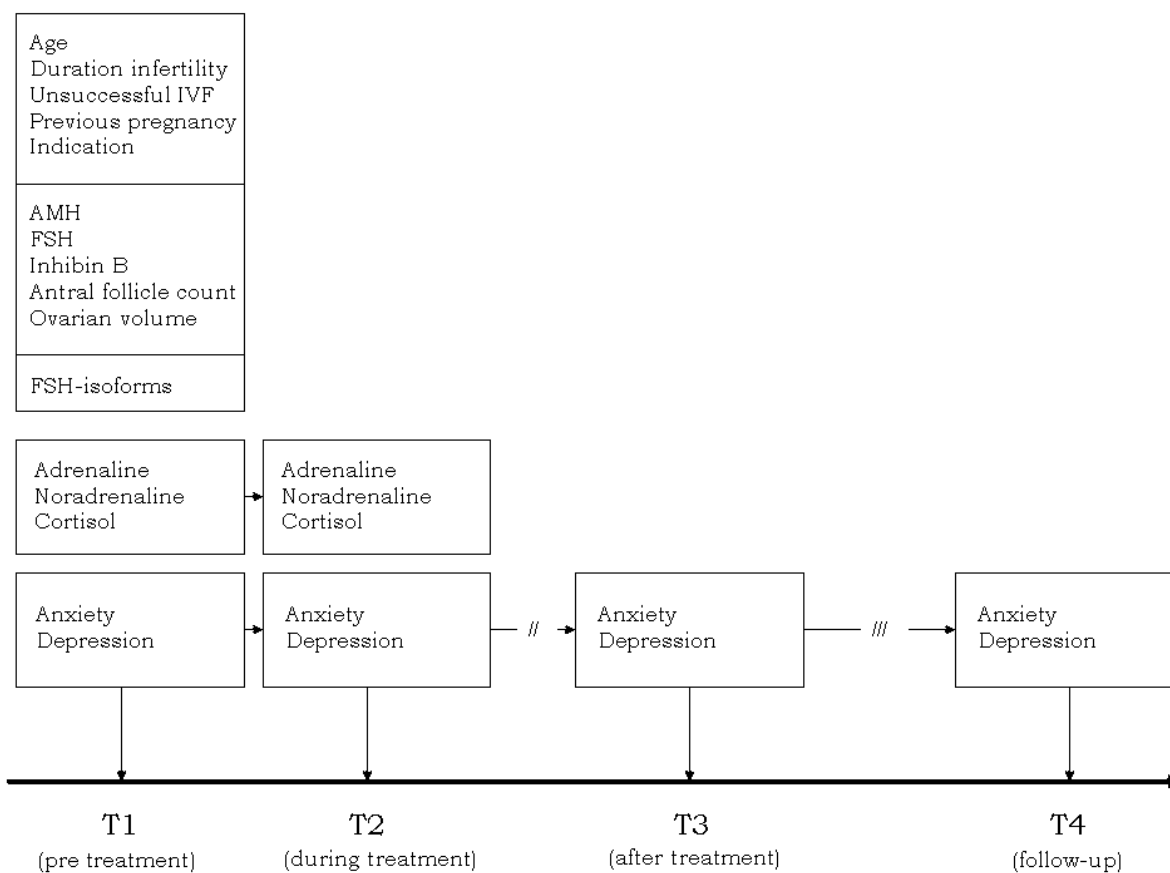 Age
Duration infertility
Unsuccessful IVF
Previous pregnancy
Indication
AMH
FSH
Inhibin B
Antral follicle count
Ovarian volume
FSH-isoforms
Adrenaline
Noradrenaline
Cortisol
Adrenaline
Noradrenaline
Cortisol
Anxiety
Depression
Anxiety
Depression
//
Anxiety
Depression
///
Anxiety
Depression
T1
(pre treatment)
T2
(during treatment)
T3
(after treatment)
T4
(follow-up)